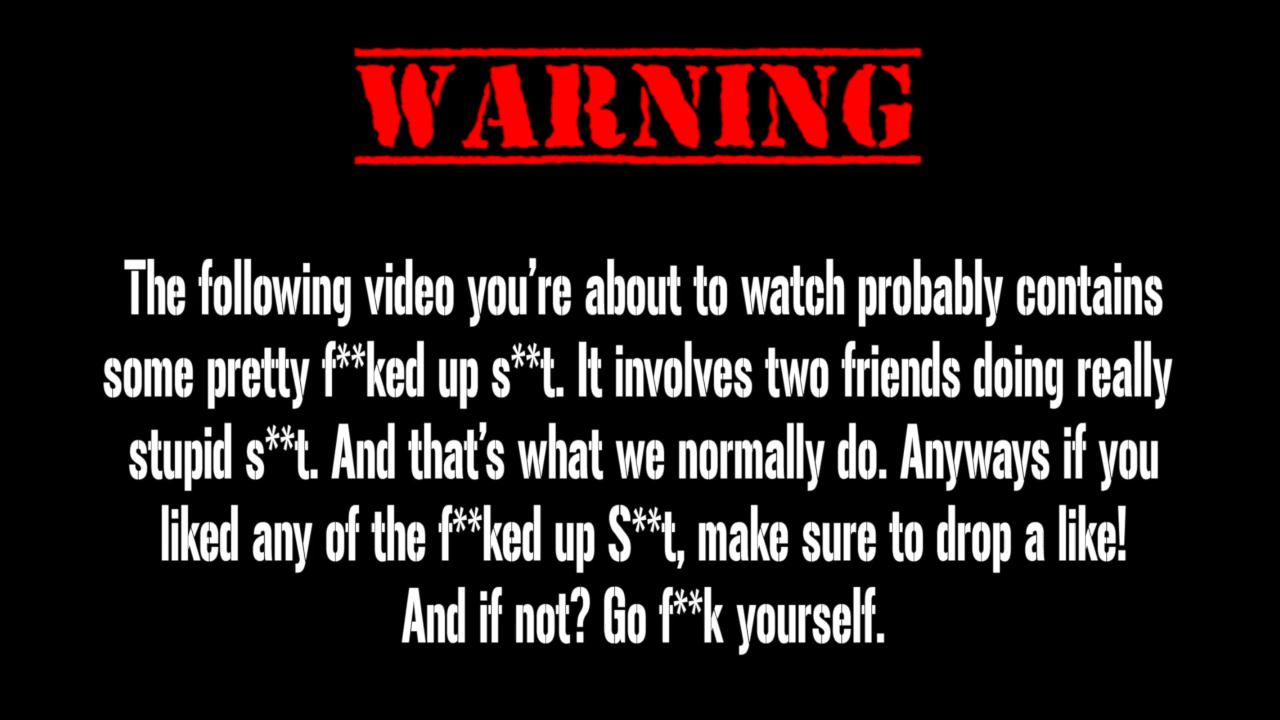 WARNING
The following video you're about to watch probably contains
some pretty f**ked up s**t. It involves two friends doing really
stupid s**t. And that's what we normally do. Anyways if you
liked any of the f**ked up S**t, make sure to drop a like!
And if not? Go f**k yourself.